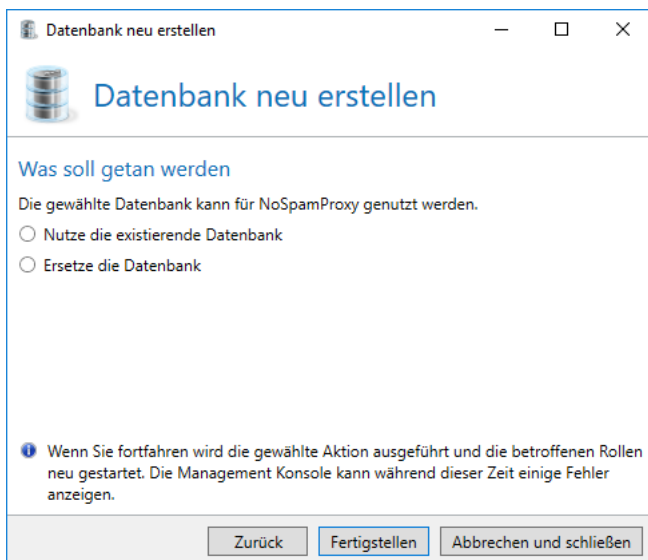 Datenbank neu erstellen
Datenbank neu erstellen
Was soll getan werden
Die gewählte Datenbank kann für NoSpamProxy genutzt werden.
Nutze die existierende Datenbank
Ersetze die Datenbank
Wenn Sie fortfahren wird die gewählte Aktion ausgeführt und die betroffenen Rollen
neu gestartet. Die Management Konsole kann während dieser Zeit einige Fehler
anzeigen.
Zurück
Fertigstellen
Abbrechen und schließen